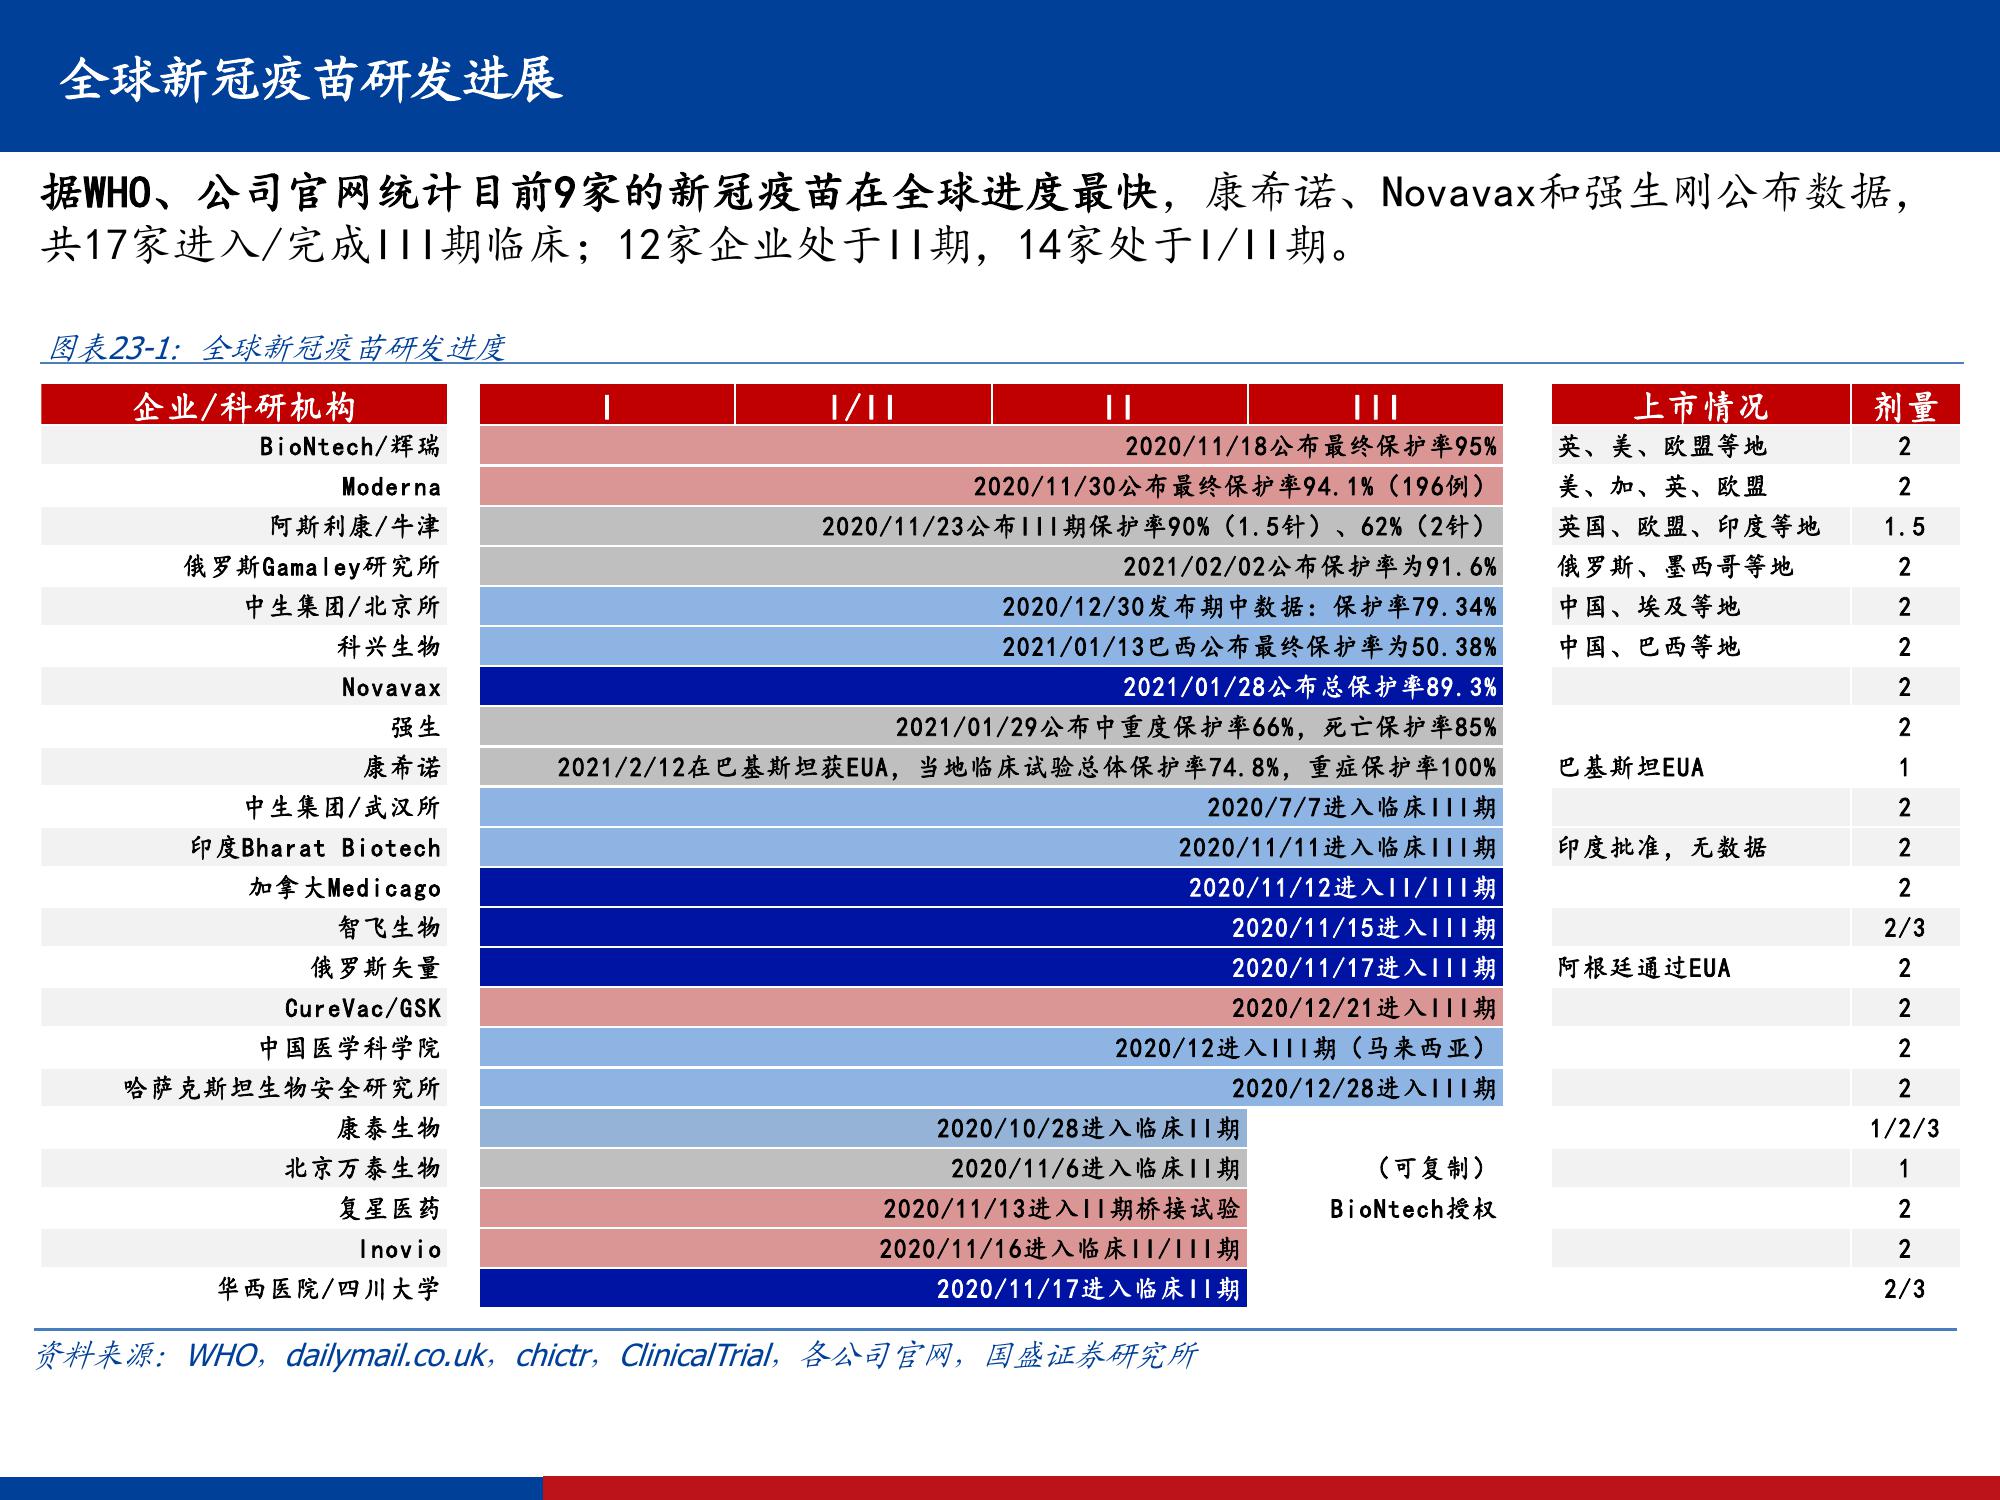 全球新冠疫苗研发进展
据WHO、公司官网统计目前9家的新冠疫苗在全球进度最快，康希诺、Novavax和强生刚公布数据，
共17家进入/完成III期临床；12家企业处于II期，14家处于I/II期。
图表23-1：全球新冠疫苗研发进度
企业/科研机构 I I/II II III 上市情况 剂量
BioNtech/辉瑞 2020/11/18公布最终保护率95% 英、美、欧盟等地 2
Moderna 2020/11/30公布最终保护率94.1%（196例） 美、加、英、欧盟 2
阿斯利康/牛津 2020/11/23公布III期保护率90%（1.5针）、62%（2针） 英国、欧盟、印度等地 1.5
俄罗斯Gamaley研究所 2021/02/02公布保护率为91.6% 俄罗斯、墨西哥等地 2
中生集团/北京所 2020/12/30发布期中数据：保护率79.34% 中国、埃及等地 2
科兴生物 2021/01/13巴西公布最终保护率为50.38% 中国、巴西等地 2
Novavax 2021/01/28公布总保护率89.3% 2
强生 2021/01/29公布中重度保护率66%，死亡保护率85% 2
康希诺 2021/2/12在巴基斯坦获EUA，当地临床试验总体保护率74.8%，重症保护率100% 巴基斯坦EUA 1
中生集团/武汉所 2020/7/7进入临床III期 2
印度Bharat Biotech 2020/11/11进入临床III期 印度批准，无数据 2
加拿大Medicago 2020/11/12进入II/III期 2
智飞生物 2020/11/15进入III期 2/3
俄罗斯矢量 2020/11/17进入III期 阿根廷通过EUA 2
CureVac/GSK 2020/12/21进入III期 2
中国医学科学院 2020/12进入III期（马来西亚） 2
哈萨克斯坦生物安全研究所 2020/12/28进入III期 2
康泰生物 2020/10/28进入临床II期 1/2/3
北京万泰生物 2020/11/6进入临床II期 （可复制） 1
复星医药 2020/11/13进入II期桥接试验 BioNtech授权 2
Inovio 2020/11/16进入临床II/III期 2
华西医院/四川大学 2020/11/17进入临床II期 2/3
资料来源：WHO，dailymail.co.uk，chictr，ClinicalTrial，各公司官网，国盛证券研究所